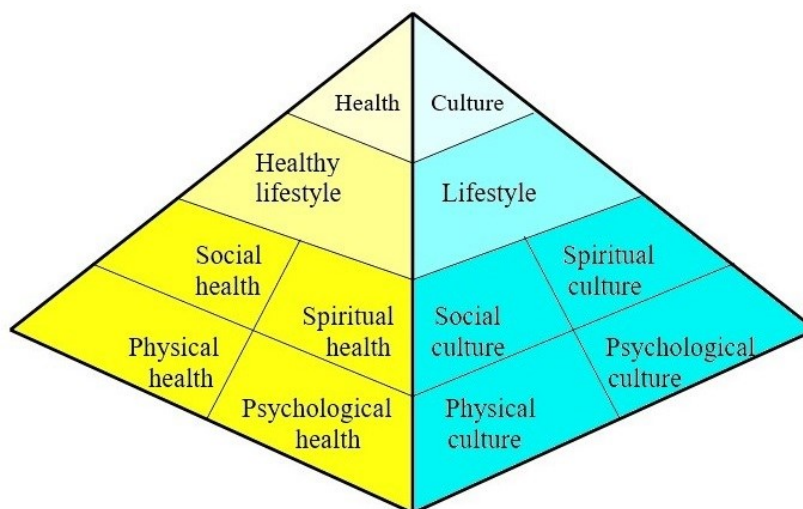 Health
Culture
Healthy
lifestyle
Lifestyle
Social
health
Spiritual
culture
Spiritual
health
Social
culture
Physical
health
Psychological
culture
Psychological
health
Physical
culture